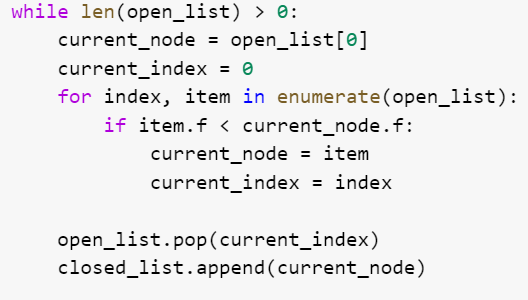 while len(open_list) > 0:
    current_node = open_list[0]
    current_index = 0
    for index, item in enumerate(open_list):
        if item.f < current_node.f:
            current_node = item
            current_index = index

    open_list.pop(current_index)
    closed_list.append(current_node)